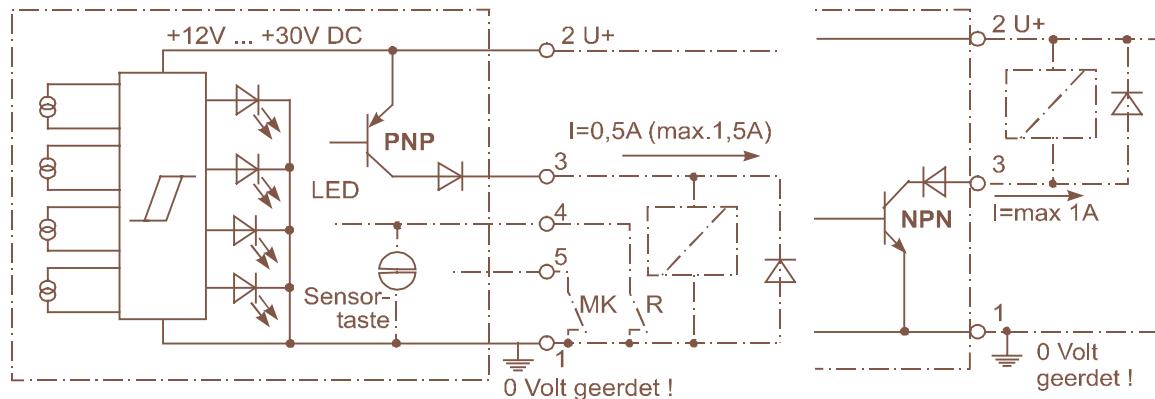 +12V ... +30V DC
2 U+
PNP
I=0,5A (max.1,5A)
3
LED
4
5
Sensor-
taste
MK R
1
0 Volt geerdet !
2 U+
3
I=max 1A
NPN
1
0 Volt
geerdet !